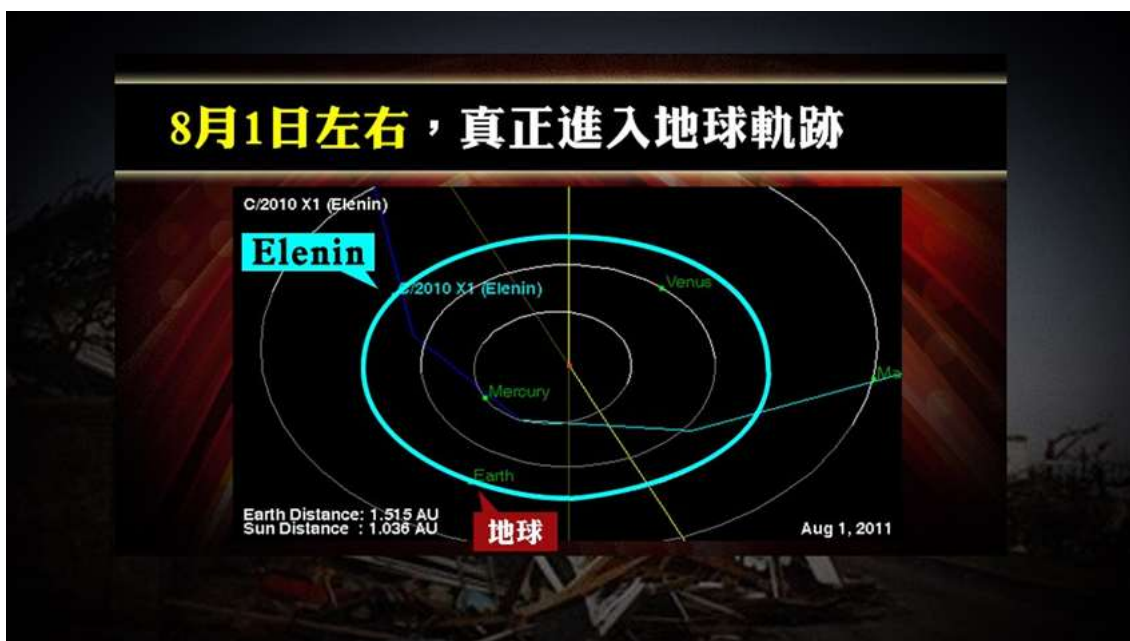 8月1日左右，真正進入地球軌跡
C/2010 X1 (Elenin)
Elenin
C/2010 X1 (Elenin)
Venus
Mercury
Ma
Earth
Earth Distance: 1.515 AU
Sun Distance : 1.036 AU
地球
Aug 1, 2011